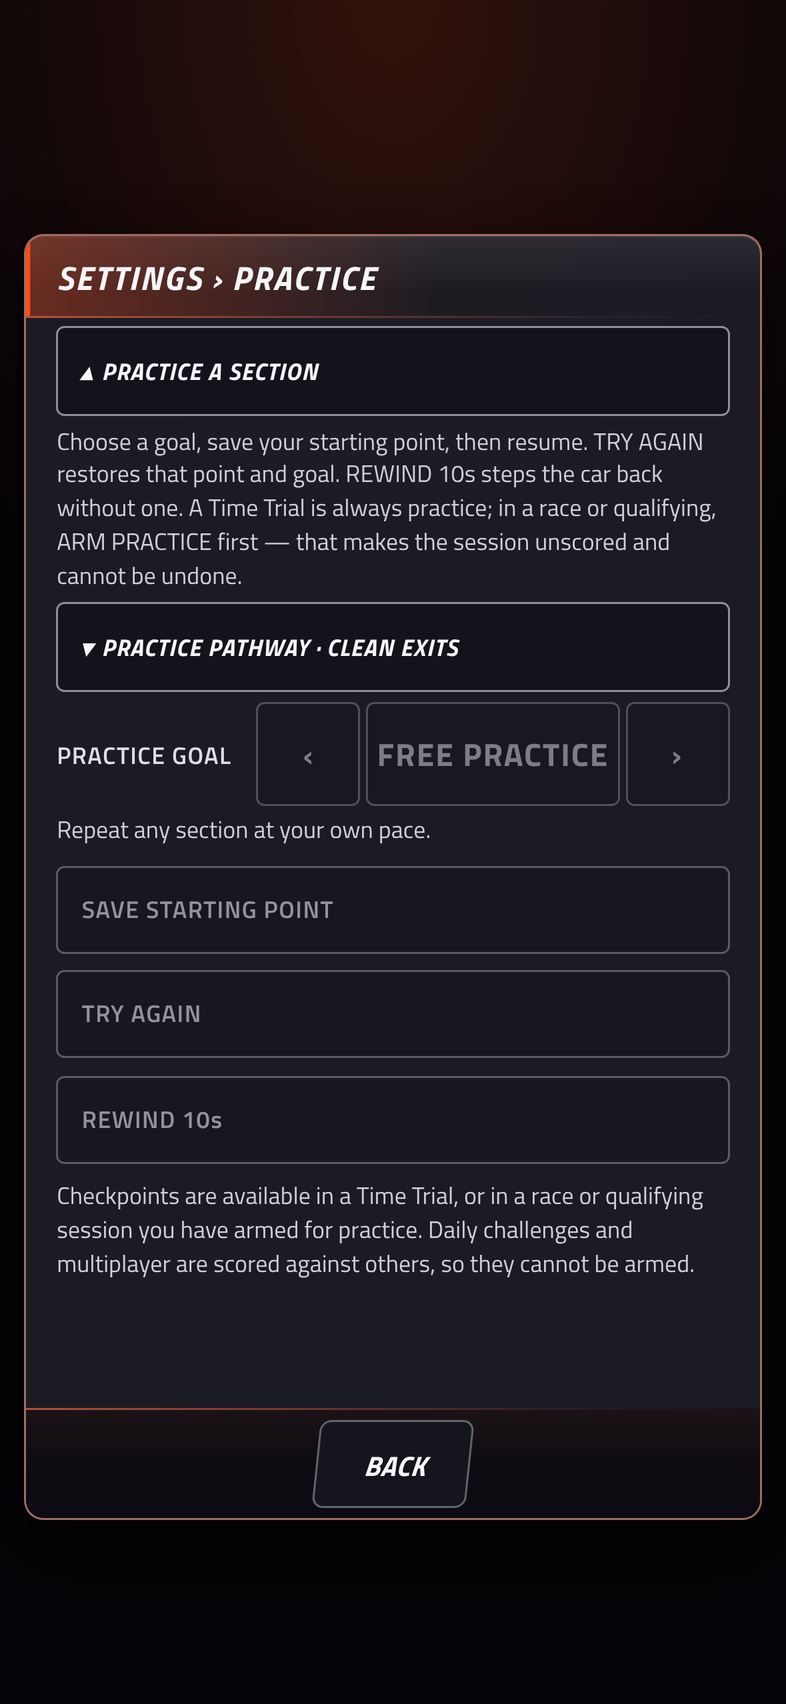 SETTINGS › PRACTICE
▲ PRACTICE A SECTION
Choose a goal, save your starting point, then resume. TRY AGAIN
restores that point and goal. REWIND 10s steps the car back
without one. A Time Trial is always practice; in a race or qualifying,
ARM PRACTICE first — that makes the session unscored and
cannot be undone.
▼ PRACTICE PATHWAY · CLEAN EXITS
PRACTICE GOAL ‹ FREE PRACTICE ›
Repeat any section at your own pace.
SAVE STARTING POINT
TRY AGAIN
REWIND 10s
Checkpoints are available in a Time Trial, or in a race or qualifying
session you have armed for practice. Daily challenges and
multiplayer are scored against others, so they cannot be armed.
BACK